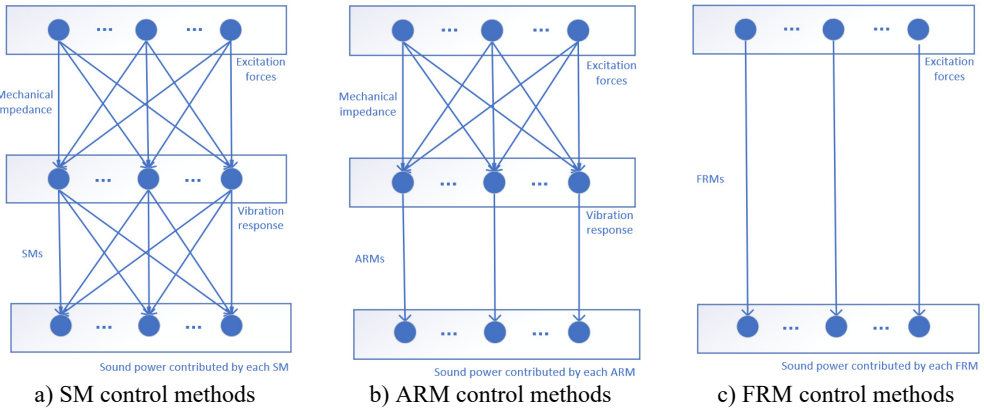 Excitation
forces
Mechanical
impedance
Vibration
response
SMs
Sound power contributed by each SM
a) SM control methods
Excitation
forces
Mechanical
impedance
Vibration
response
ARMs
Sound power contributed by each ARM
b) ARM control methods
Excitation
forces
FRMs
Sound power contributed by each FRM
c) FRM control methods